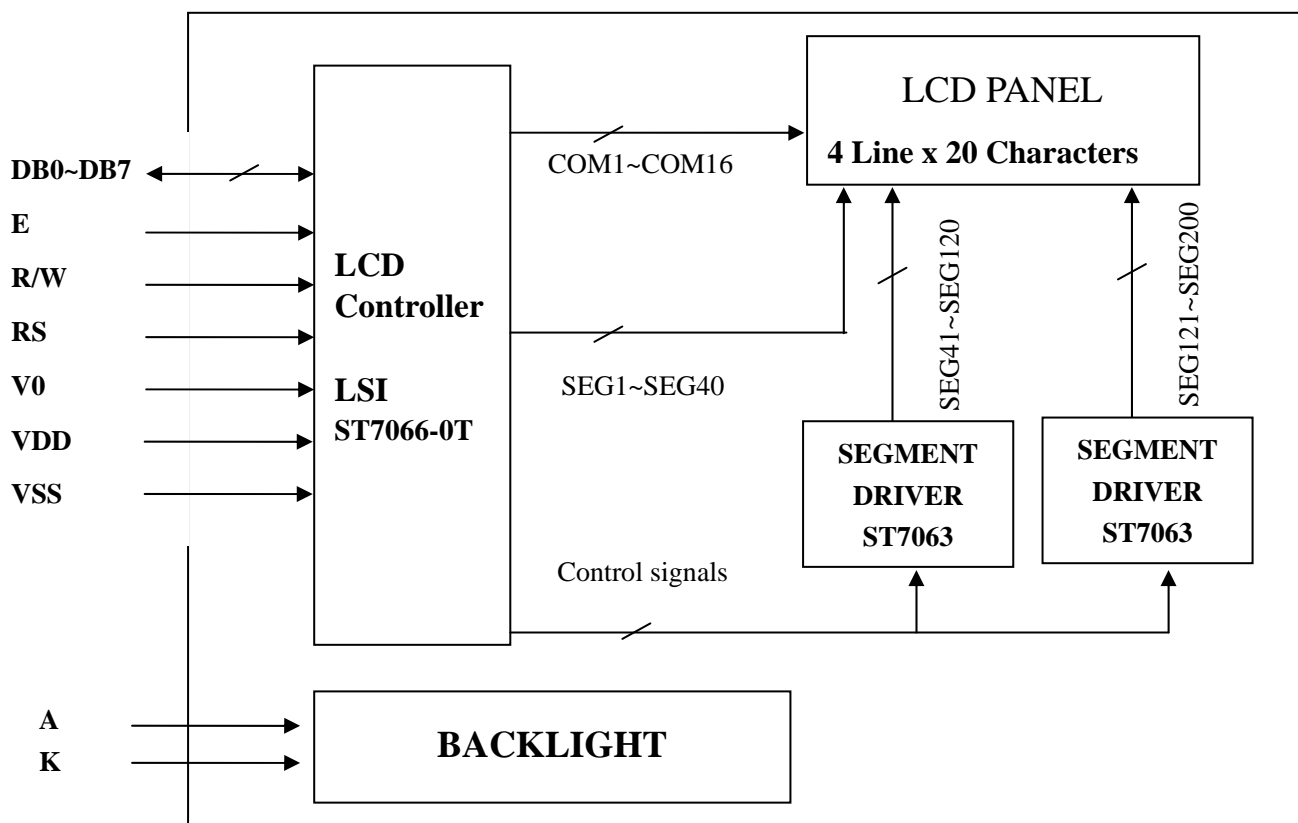 LCD PANEL
4 Line x 20 Characters
COM1~COM16
DB0~DB7
E
R/W
RS
V0
VDD
VSS
LCD
Controller
LSI
ST7066-0T
SEG1~SEG40
SEG41~SEG120
SEG121~SEG200
SEGMENT
DRIVER
ST7063
SEGMENT
DRIVER
ST7063
Control signals
A
K
BACKLIGHT